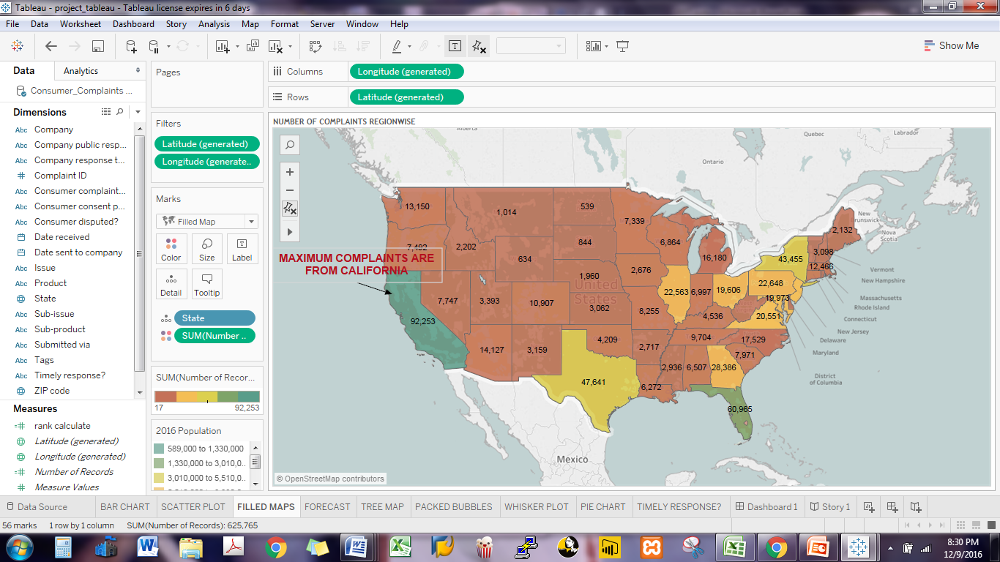 Tableau - project_tableau - Tableau license expires in 6 days
File Data Worksheet Dashboard Story Analysis Map Format Server Window Help
Show Me
Data Analytics
Consumer_Complaints ...
Dimensions
Abc Company
Abc Company public resp...
Abc Company response t...
# Complaint ID
Abc Consumer complaint...
Abc Consumer consent p...
Abc Consumer disputed?
Date received
Date sent to company
Abc Issue
Abc Product
State
Abc Sub-issue
Abc Sub-product
Abc Submitted via
Abc Tags
Abc Timely response?
ZIP code
Measures
=# rank calculate
Latitude (generated)
Longitude (generated)
=# Number of Records
# Measure Values
Pages
Filters
Latitude (generated)
Longitude (generate..
Marks
Filled Map
Color Size Label
Detail Tooltip
State
SUM(Number ..
SUM(Number of Recor...
17 92,253
2016 Population
589,000 to 1,330,000
1,330,000 to 3,010,0..
3,010,000 to 5,510,0..
Columns Longitude (generated)
Rows Latitude (generated)
NUMBER OF COMPLAINTS REGIONWISE
Alberta
Quebec
Labrador
Ontario
New
Brunswick
Nova
Scotia
13,150
1,014
539
7,339
2,132
7,492
2,202
844
6,864
3,098
634
16,180
43,455
12,466
MAXIMUM COMPLAINTS ARE
FROM CALIFORNIA
1,960
2,676
22,648
United
States
7,747
3,393
10,907
3,062
22,563
6,997
19,606
19,973
92,253
8,255
4,536
20,551
14,127
3,159
4,209
2,717
9,704
17,529
7,971
2,936
6,507
28,386
47,641
6,272
60,965
Vermont
New Hampshire
Massachusetts
Rhode Island
Connecticut
New Jersey
Delaware
Maryland
District
of Columbia
Mexico
© OpenStreetMap contributors
Data Source BAR CHART SCATTER PLOT FILLED MAPS FORECAST TREE MAP PACKED BUBBLES WHISKER PLOT PIE CHART TIMELY RESPONSE? Dashboard 1 Story 1
56 marks 1 row by 1 column SUM(Number of Records): 625,765
8:30 PM
12/9/2016